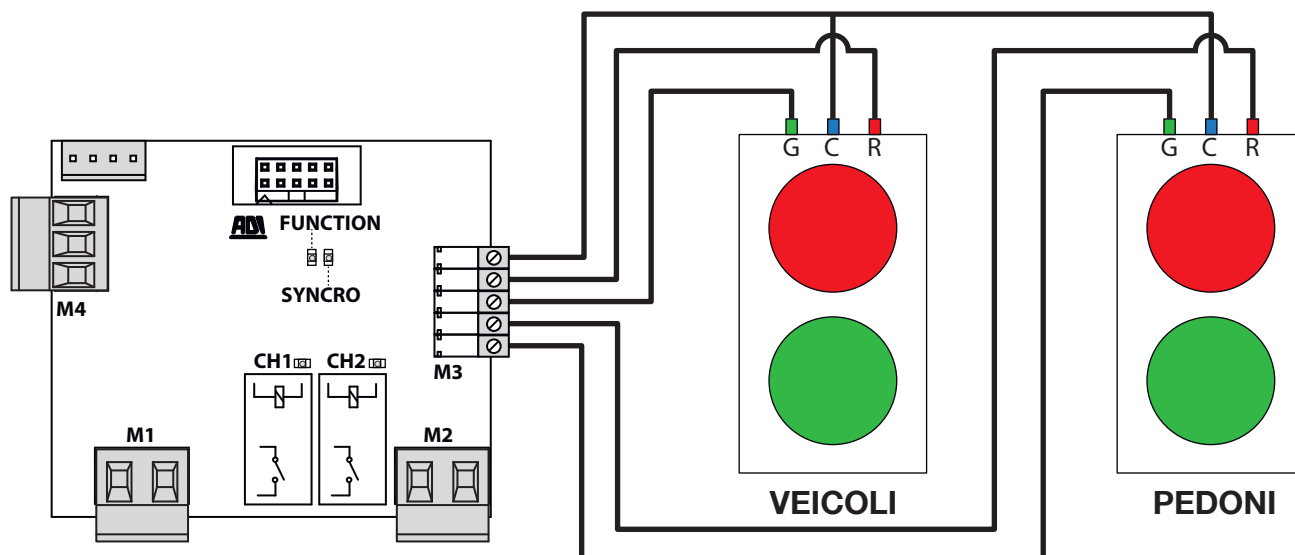 G C R
G C R
ADI
FUNCTION
SYNCRO
M4
CH1
CH2
M3
M1
M2
VEICOLI
PEDONI